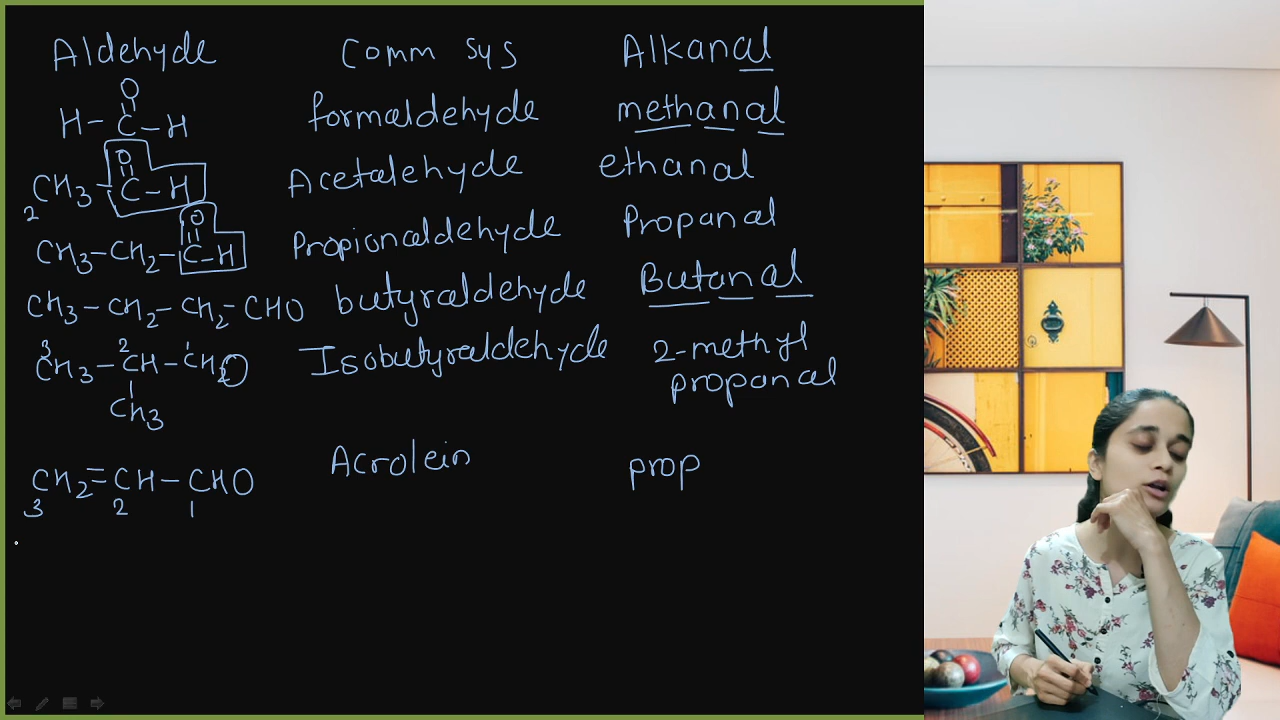 Aldehyde Comm Sys Alkanal
O
H-C-H formaldehyde methanal
O
CH3-C-H Acetalehyde ethanal
2
O
CH3-CH2-C-H Propionaldehyde Propanal
CH3-CH2-CH2-CHO butyraldehyde Butanal
3 2 1
CH3-CH-CHO Isobutyraldehyde 2-methyl propanal
CH3
CH2=CH-CHO Acrolein prop
3 2 1